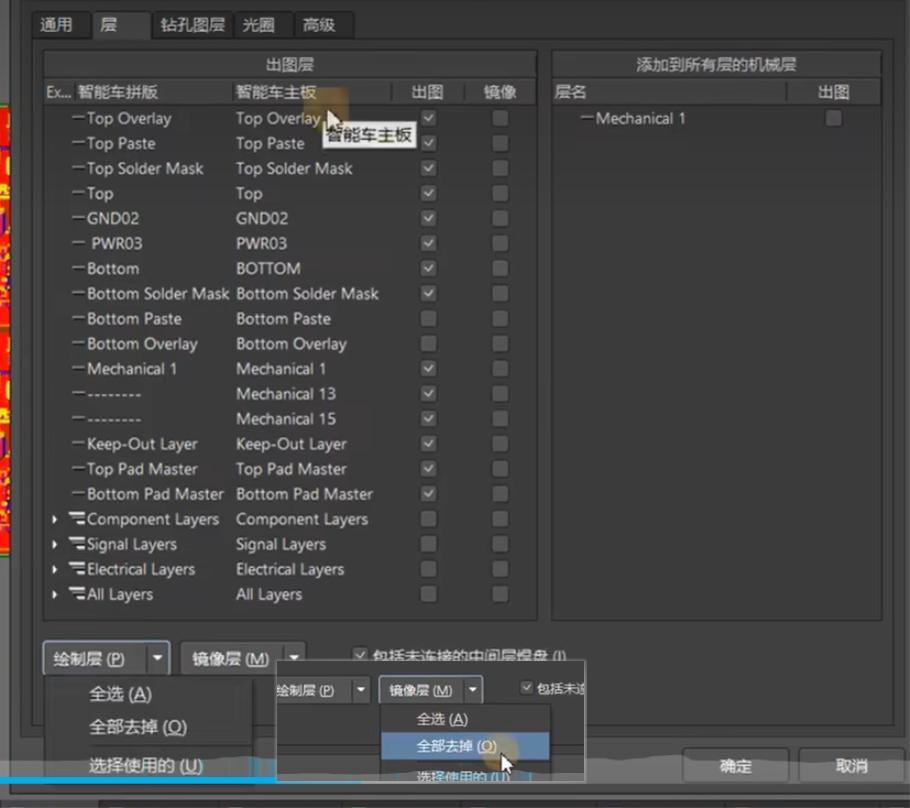 通用 层 钻孔图层 光圈 高级
出图层 添加到所有层的机械层
Ex... 智能车拼版 智能车主板 出图 镜像 层名 出图
Top Overlay Top Overlay Mechanical 1
智能车主板
Top Paste Top Paste
Top Solder Mask Top Solder Mask
Top Top
GND02 GND02
PWR03 PWR03
Bottom BOTTOM
Bottom Solder Mask Bottom Solder Mask
Bottom Paste Bottom Paste
Bottom Overlay Bottom Overlay
Mechanical 1 Mechanical 1
-------- Mechanical 13
-------- Mechanical 15
Keep-Out Layer Keep-Out Layer
Top Pad Master Top Pad Master
Bottom Pad Master Bottom Pad Master
Component Layers Component Layers
Signal Layers Signal Layers
Electrical Layers Electrical Layers
All Layers All Layers
绘制层 (P) 镜像层 (M) 包括未连接的中间层焊盘 (I)
全选 (A)
全部去掉 (O)
选择使用的 (U)
绘制层 (P) 镜像层 (M) 包括未连
全选 (A)
全部去掉 (O)
选择使用的 (U)
确定 取消